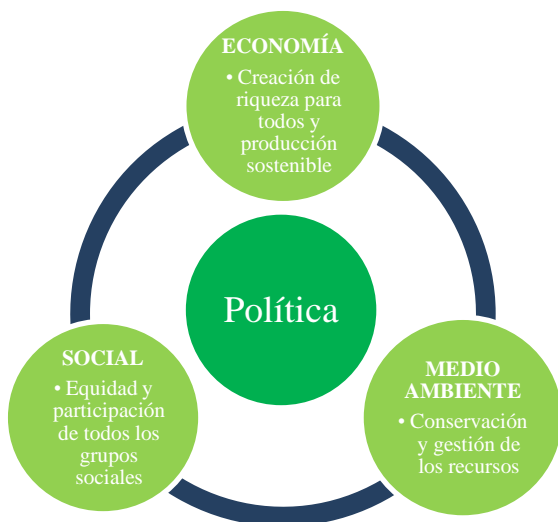 ECONOMÍA
• Creación de
riqueza para
todos y
producción
sostenible
Política
SOCIAL
• Equidad y
participación
de todos los
grupos
sociales
MEDIO
AMBIENTE
• Conservación
y gestión de
los recursos